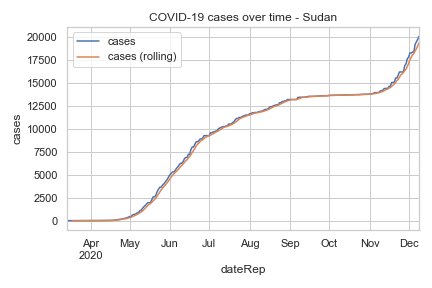 COVID-19 cases over time - Sudan
cases
cases (rolling)
20000
17500
15000
12500
10000
7500
5000
2500
0
cases
Apr May Jun Jul Aug Sep Oct Nov Dec
2020
dateRep